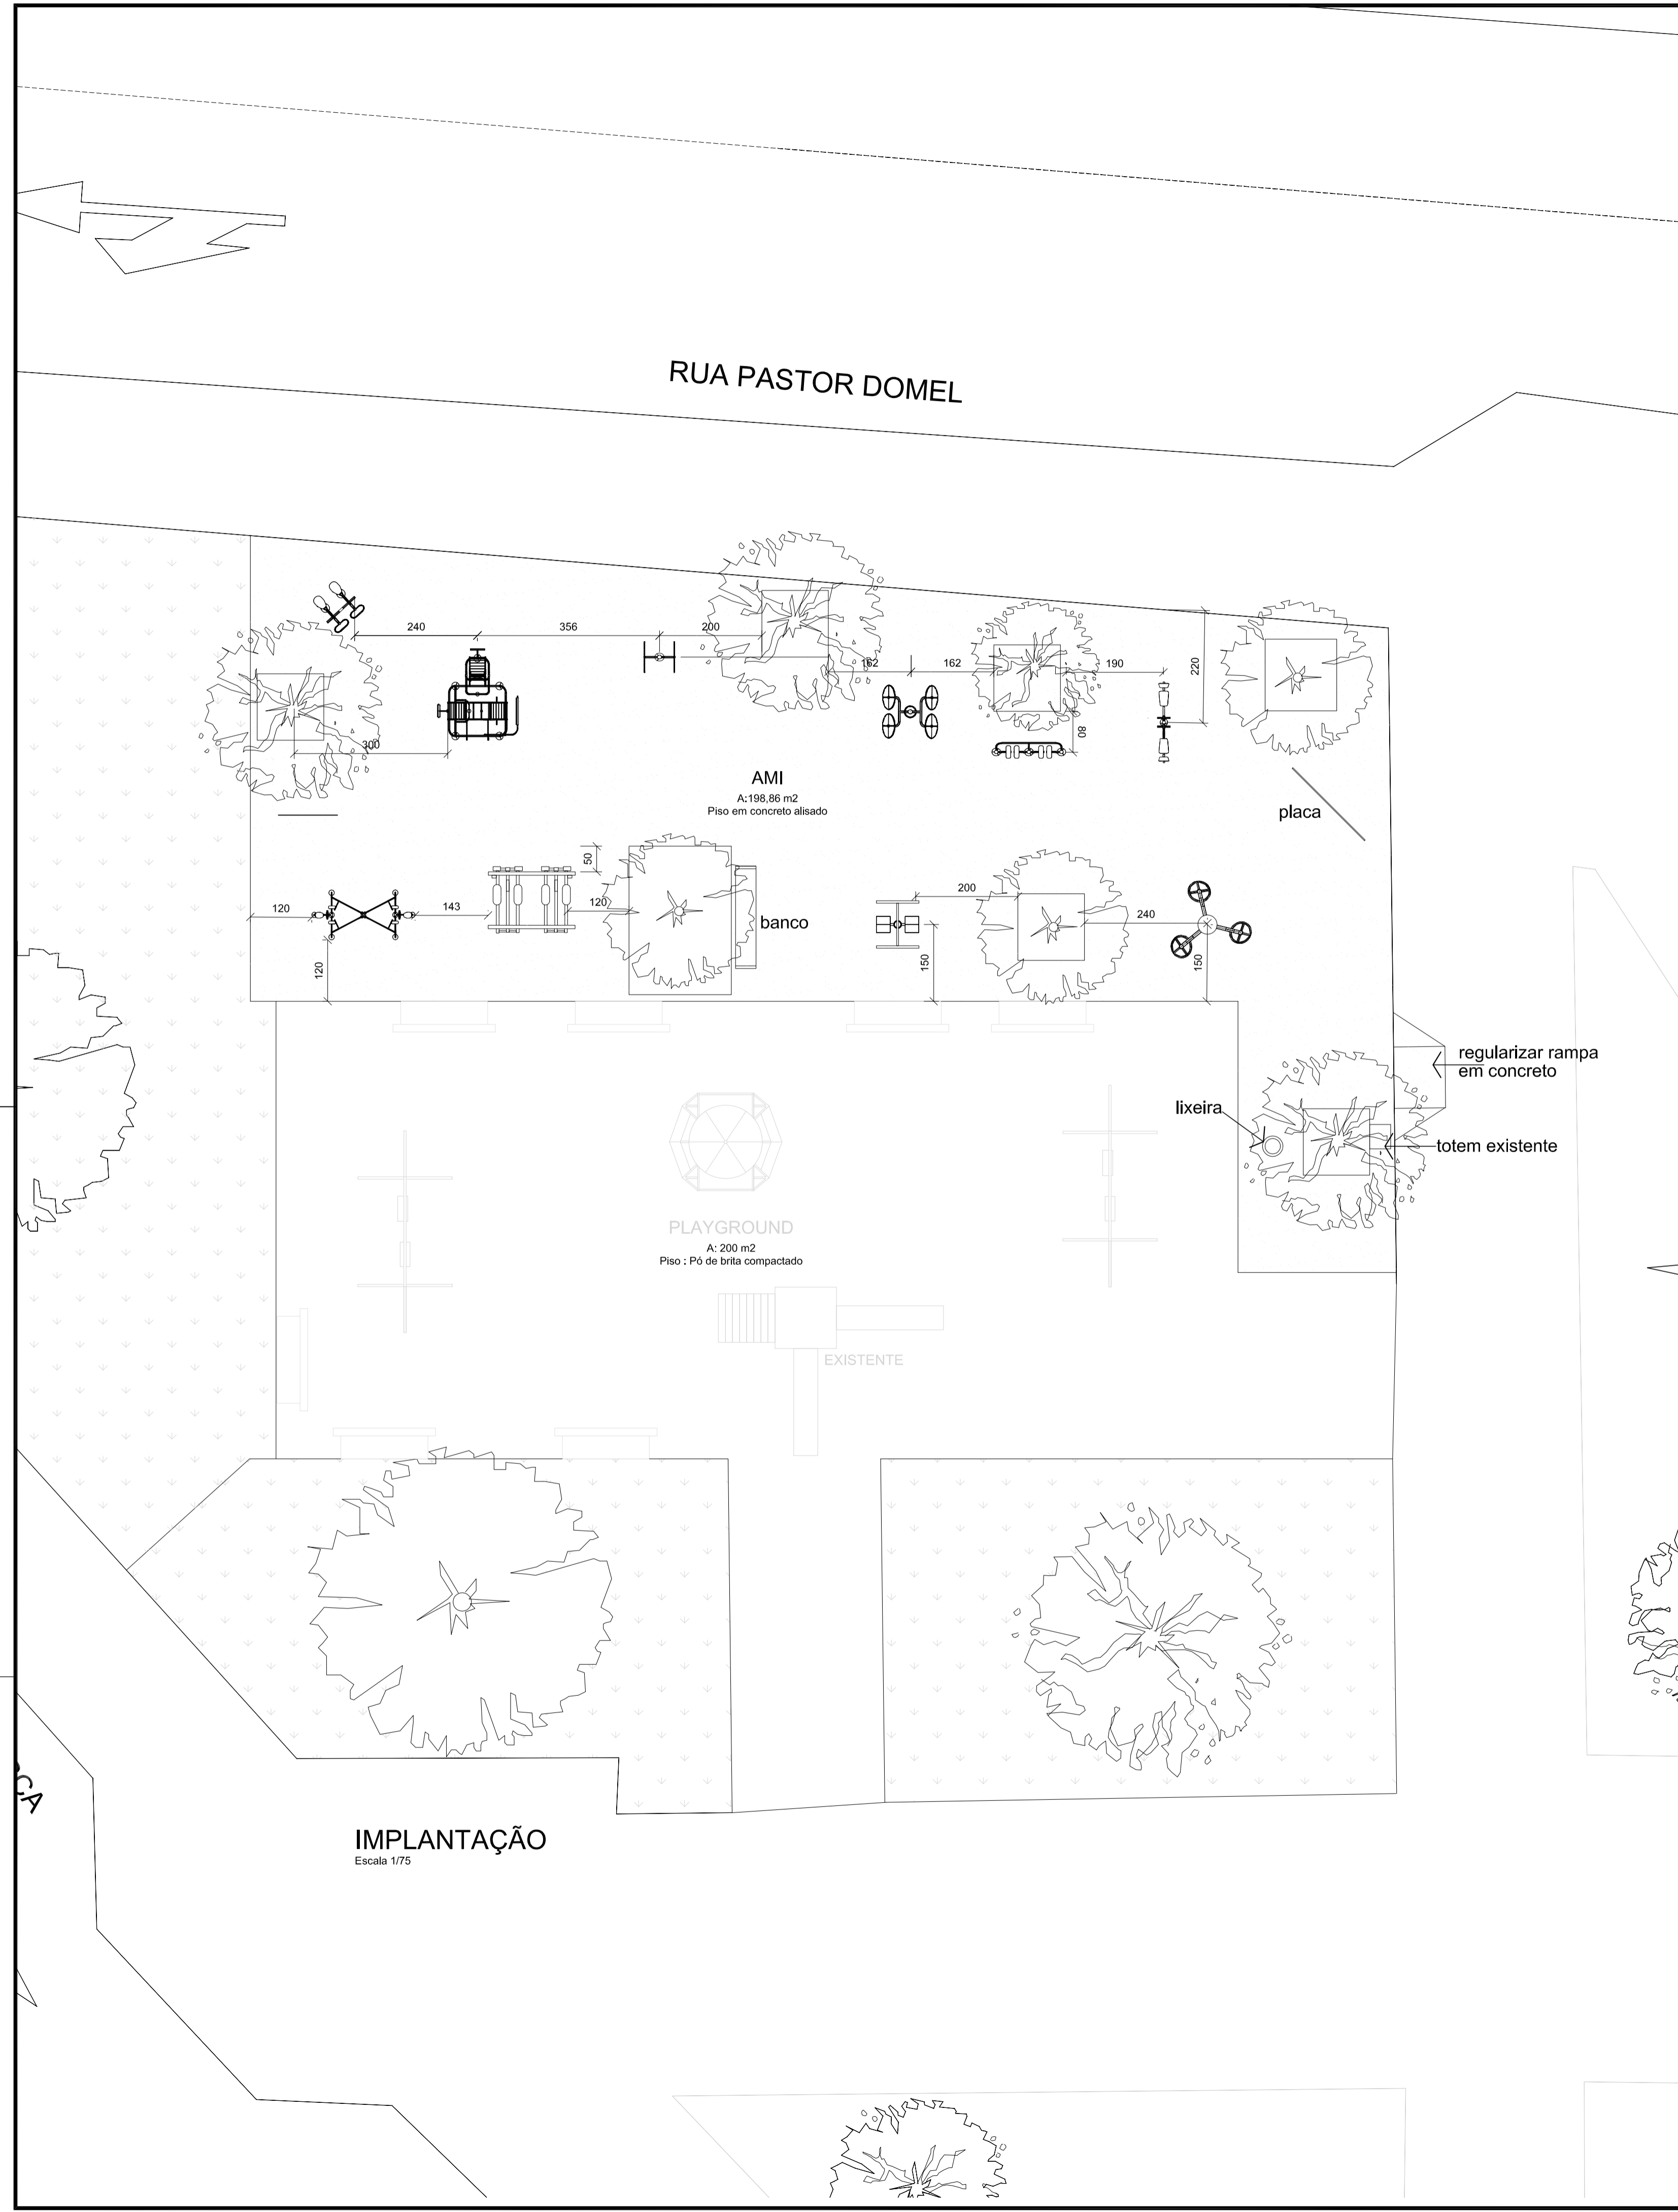 RUA PASTOR DOMEL
240
356
200
162
162
190
220
300
80
AMI
A:198,86 m2
Piso em concreto alisado
placa
50
120
143
120
banco
200
240
120
150
150
regularizar rampa
em concreto
lixeira
totem existente
PLAYGROUND
A: 200 m2
Piso : Pó de brita compactado
EXISTENTE
ÇA
IMPLANTAÇÃO
Escala 1/75